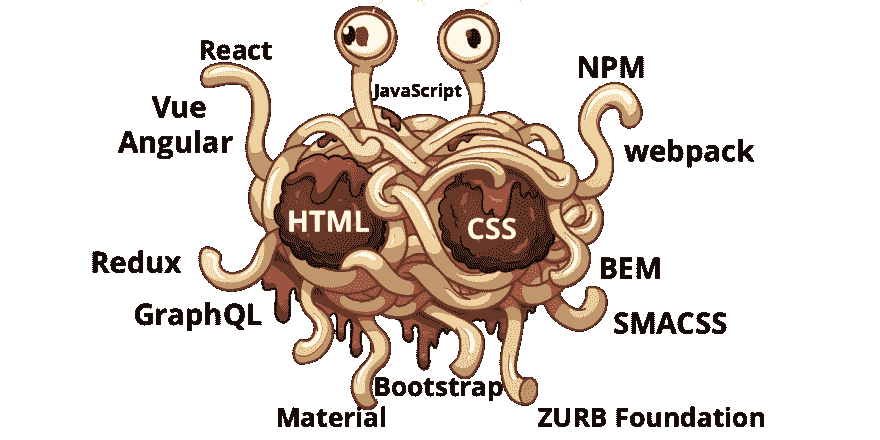 React
NPM
JavaScript
Vue
Angular
webpack
HTML
CSS
Redux
BEM
GraphQL
SMACSS
Bootstrap
Material
ZURB Foundation